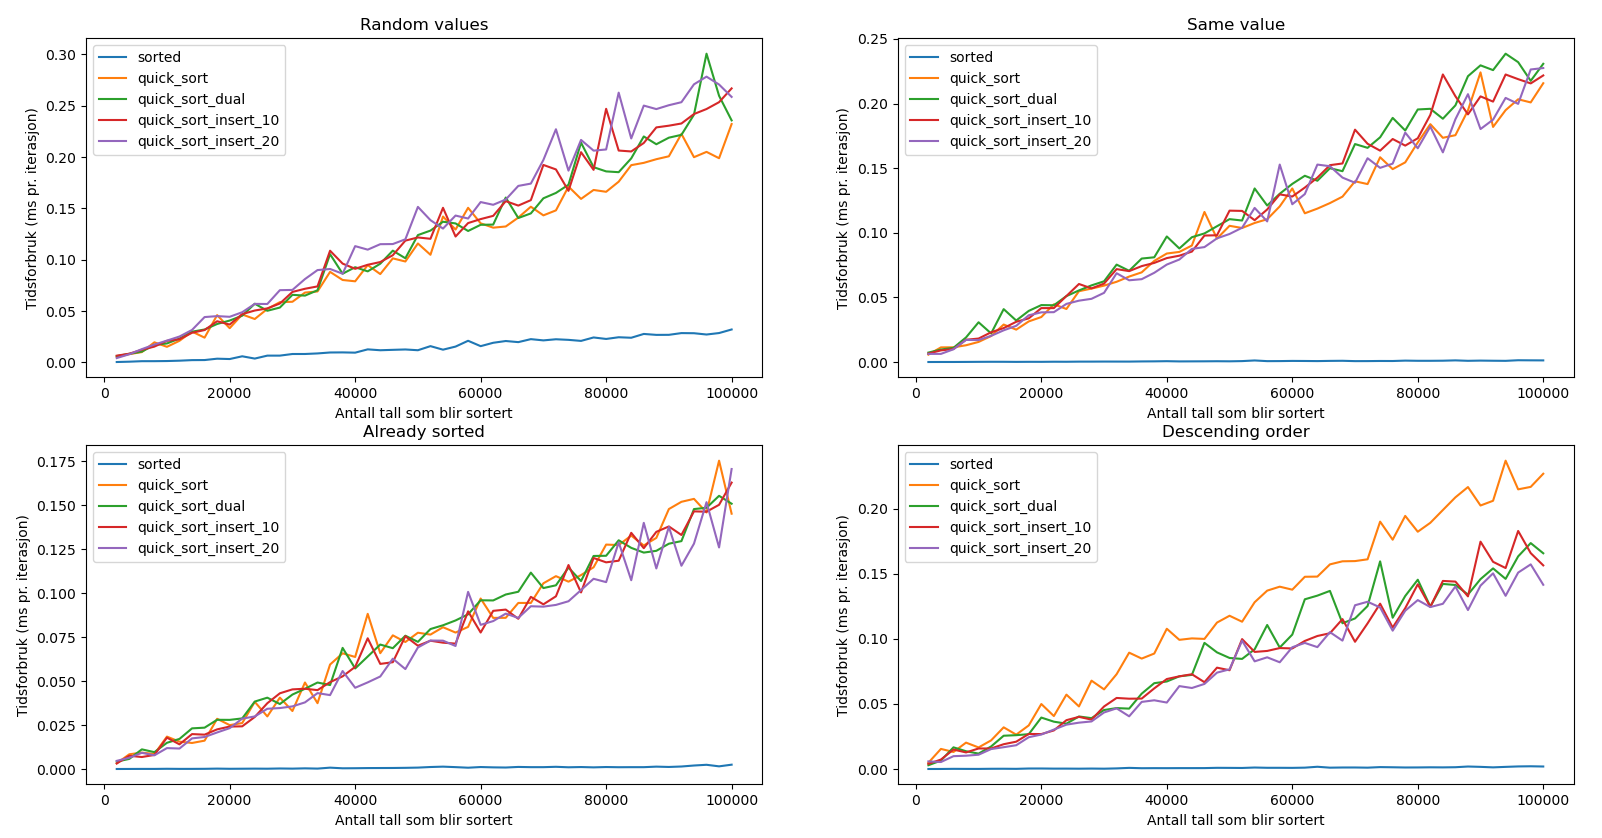 Random values
Tidsforbruk (ms pr. iterasjon)
0.30
0.25
0.20
0.15
0.10
0.05
0.00
sorted
quick_sort
quick_sort_dual
quick_sort_insert_10
quick_sort_insert_20
0
20000
40000
60000
80000
100000
Antall tall som blir sortert
Same value
Tidsforbruk (ms pr. iterasjon)
0.25
0.20
0.15
0.10
0.05
0.00
sorted
quick_sort
quick_sort_dual
quick_sort_insert_10
quick_sort_insert_20
0
20000
40000
60000
80000
100000
Antall tall som blir sortert
Already sorted
Tidsforbruk (ms pr. iterasjon)
0.175
0.150
0.125
0.100
0.075
0.050
0.025
0.000
sorted
quick_sort
quick_sort_dual
quick_sort_insert_10
quick_sort_insert_20
0
20000
40000
60000
80000
100000
Antall tall som blir sortert
Descending order
Tidsforbruk (ms pr. iterasjon)
0.20
0.15
0.10
0.05
0.00
sorted
quick_sort
quick_sort_dual
quick_sort_insert_10
quick_sort_insert_20
0
20000
40000
60000
80000
100000
Antall tall som blir sortert